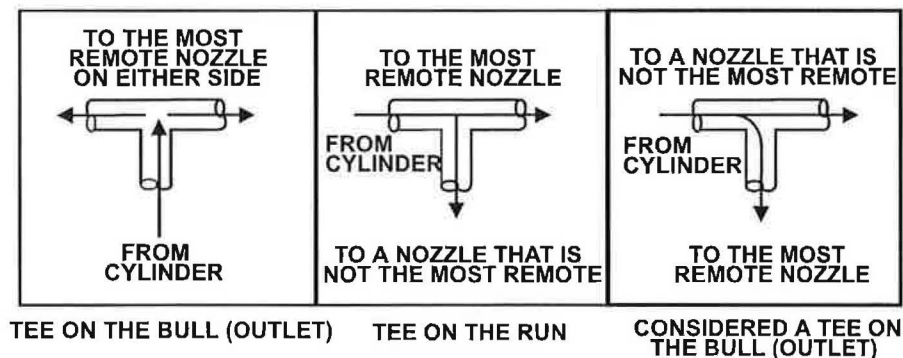 TO THE MOST
REMOTE NOZZLE
ON EITHER SIDE
FROM
CYLINDER
TEE ON THE BULL (OUTLET)
TO THE MOST
REMOTE NOZZLE
FROM
CYLINDER
TO A NOZZLE THAT IS
NOT THE MOST REMOTE
TEE ON THE RUN
TO A NOZZLE THAT IS
NOT THE MOST REMOTE
FROM
CYLINDER
TO THE MOST
REMOTE NOZZLE
CONSIDERED A TEE ON
THE BULL (OUTLET)